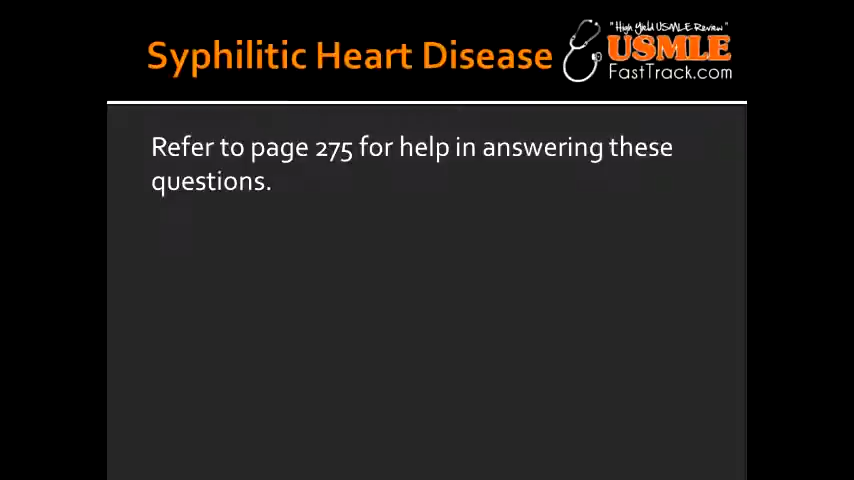 Syphilitic Heart Disease
"High Yield USMLE Review"
USMLE
FastTrack.com
Refer to page 275 for help in answering these
questions.